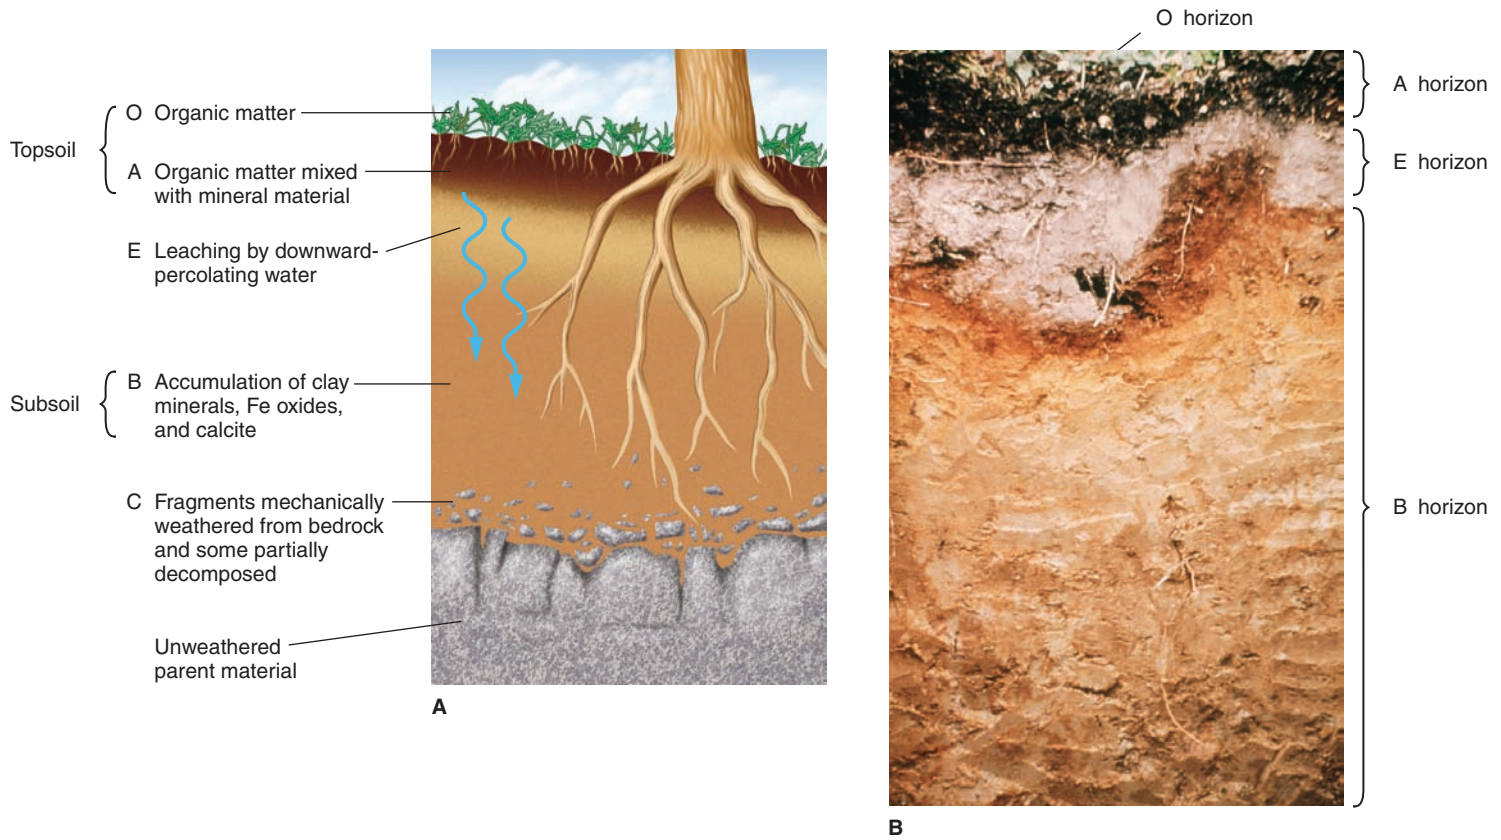 Topsoil
O Organic matter
A Organic matter mixed
with mineral material
E Leaching by downward-
percolating water
Subsoil
B Accumulation of clay
minerals, Fe oxides,
and calcite
C Fragments mechanically
weathered from bedrock
and some partially
decomposed
Unweathered
parent material
A
O horizon
A horizon
E horizon
B horizon
B